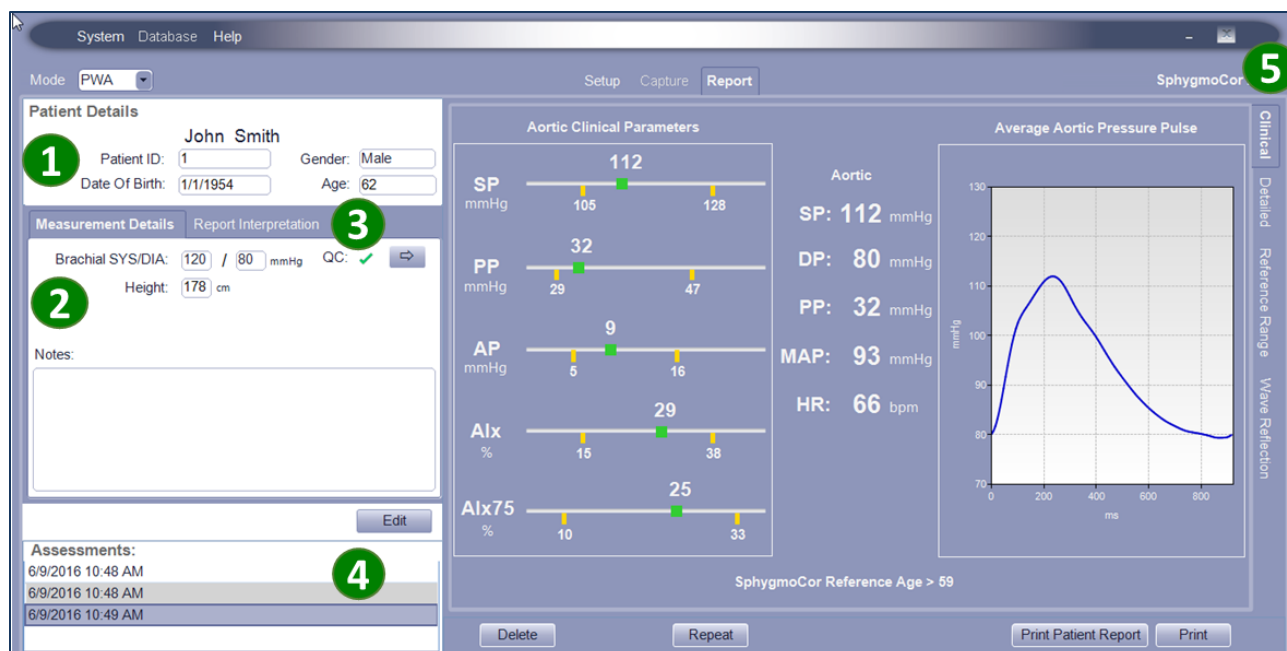 System Database Help
5
Mode PWA
Setup Capture Report
SphygmoCor
Patient Details
John Smith
1
Patient ID: 1
Gender: Male
Date Of Birth: 1/1/1954
Age: 62
Measurement Details Report Interpretation
3
Brachial SYS/DIA: 120 / 80 mmHg
QC: ✓ ⇨
2
Height: 178 cm
Notes:
Edit
Assessments:
4
6/9/2016 10:48 AM
6/9/2016 10:48 AM
6/9/2016 10:49 AM
Aortic Clinical Parameters
112
SP
mmHg
105 128
32
PP
mmHg
29 47
9
AP
mmHg
5 16
29
AIx
%
15 38
25
AIx75
%
10 33
Aortic
SP: 112 mmHg
DP: 80 mmHg
PP: 32 mmHg
MAP: 93 mmHg
HR: 66 bpm
Average Aortic Pressure Pulse
130
120
110
100
90
80
70
mmHg
0 200 400 600 800
ms
SphygmoCor Reference Age > 59
Clinical
Detailed
Reference Range
Wave Reflection
Delete Repeat Print Patient Report Print